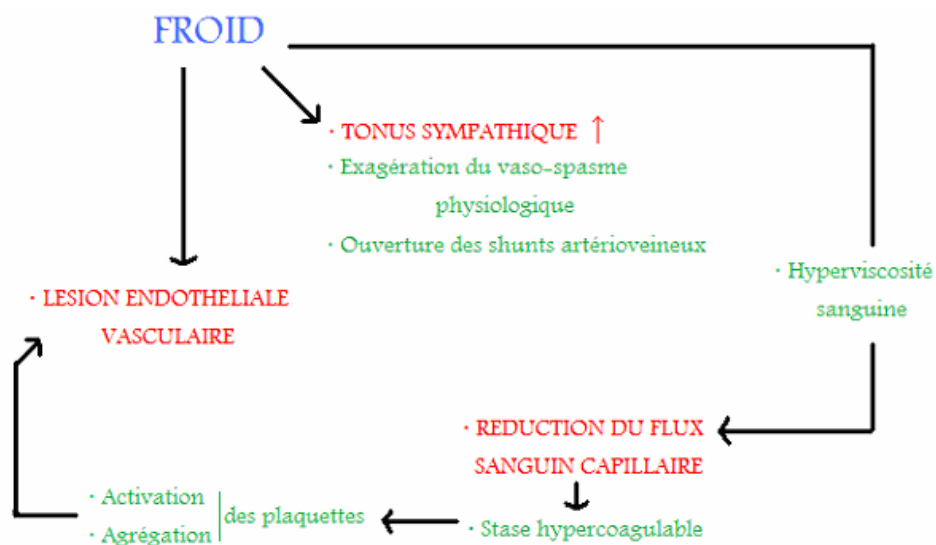 FROID
· TONUS SYMPATHIQUE ↑
· Exagération du vaso-spasme
physiologique
· Ouverture des shunts artérioveineux
· Hyperviscosité
sanguine
· LESION ENDOTHELIALE
VASCULAIRE
· REDUCTION DU FLUX
SANGUIN CAPILLAIRE
· Stase hypercoagulable
· Activation
· Agrégation
des plaquettes